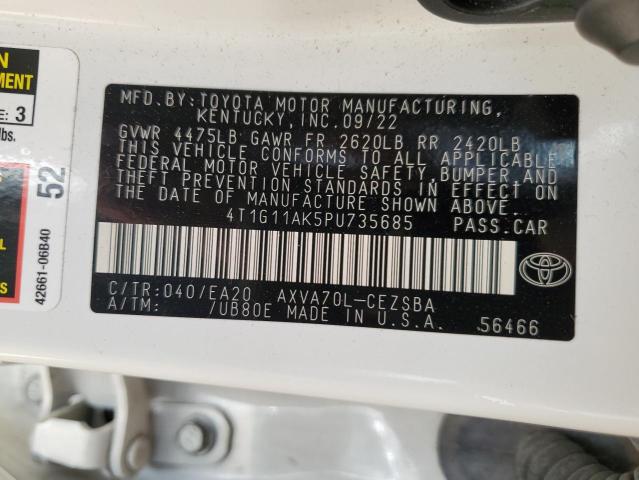 MFD.BY:TOYOTA MOTOR MANUFACTURING,
KENTUCKY,INC.09/22
GVWR 4475LB GAWR FR 2620LB RR 2420LB
THIS VEHICLE CONFORMS TO ALL APPLICABLE
FEDERAL MOTOR VEHICLE SAFETY,BUMPER,AND
THEFT PREVENTION STANDARDS IN EFFECT ON
THE DATE OF MANUFACTURE SHOWN ABOVE.
4T1G11AK5PU735685 PASS.CAR
C/TR:040/EA20 AXVA70L-CEZSBA
A/TM: /UB80E MADE IN U.S.A. 56466
3
lbs.
52
42661-06B40